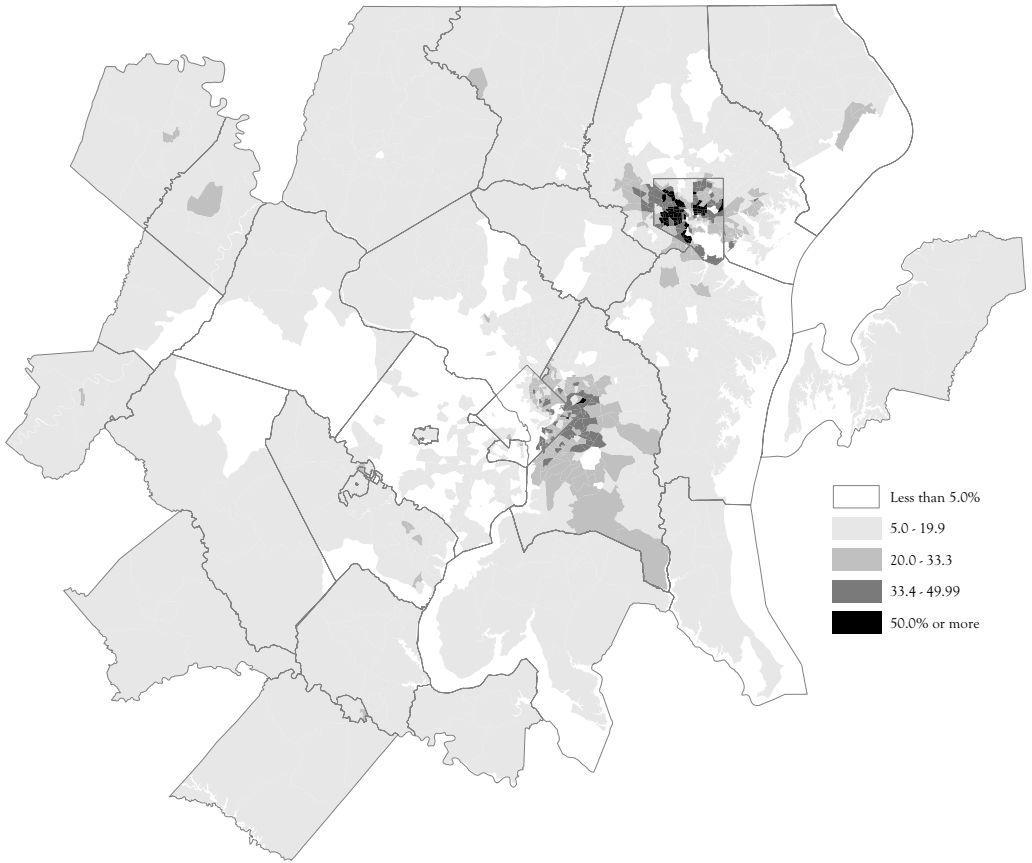 Less than 5.0%
5.0 - 19.9
20.0 - 33.3
33.4 - 49.99
50.0% or more